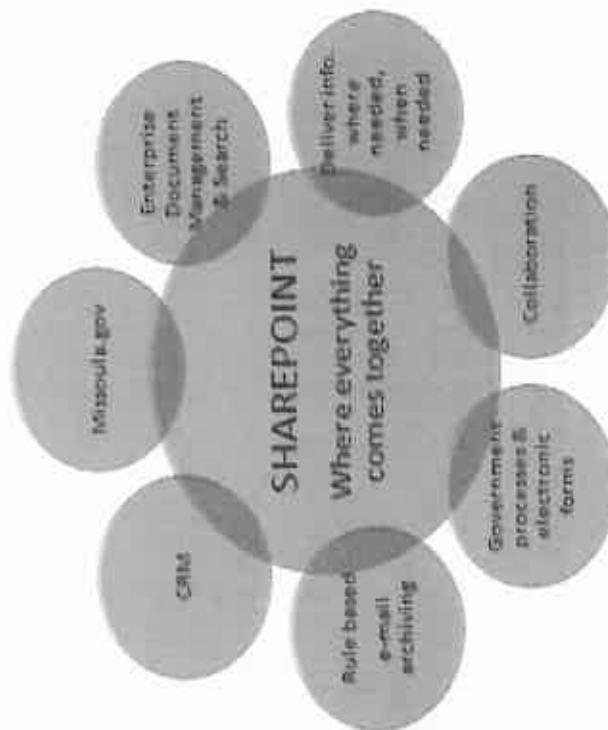 SHAREPOINT
Where everything
comes together
Missoula.gov
Enterprise
Document
Management
& Search
Deliver info.
where
needed,
when
needed
Collaboration
Government
processes &
electronic
forms
Rule based
e-mail
archiving
CRM